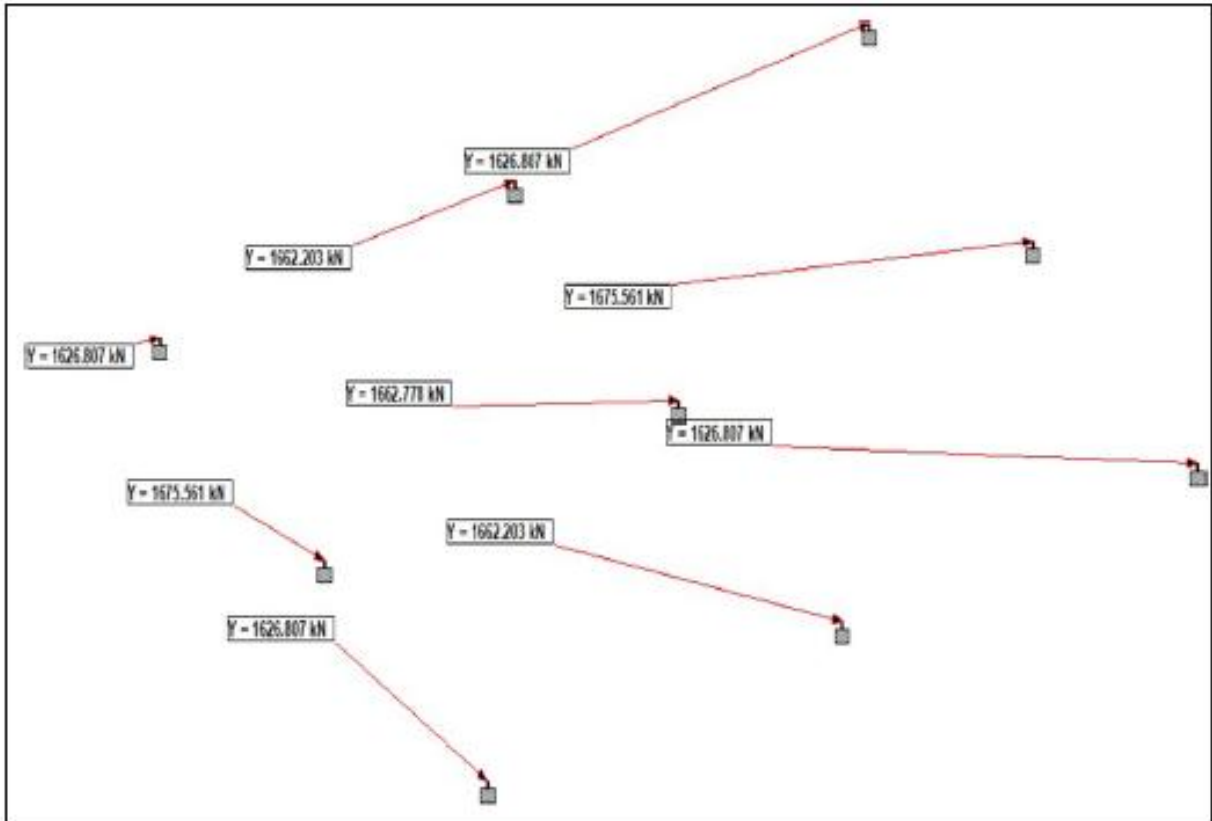 Y = 1626.807 kN
Y = 1662.203 kN
Y = 1675.561 kN
Y = 1626.807 kN
Y = 1662.778 kN
Y = 1626.807 kN
Y = 1675.561 kN
Y = 1662.203 kN
Y = 1626.807 kN